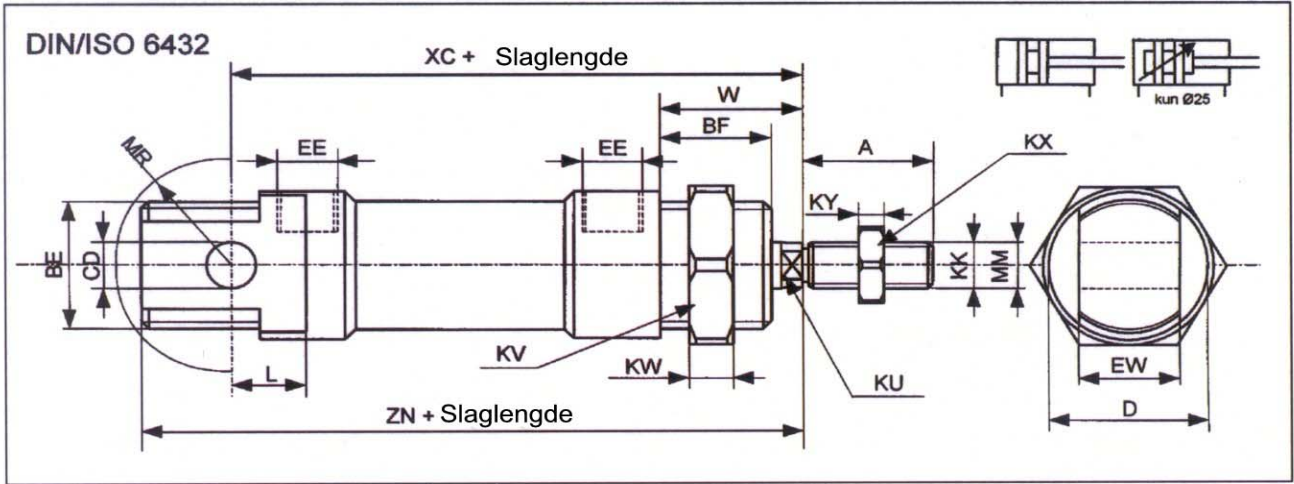 DIN/ISO 6432
XC + Slaglengde
kun Ø25
W
BF
A
KX
MR
EE
EE
KY
BE
CD
KK
MM
L
KV
KW
KU
EW
D
ZN + Slaglengde